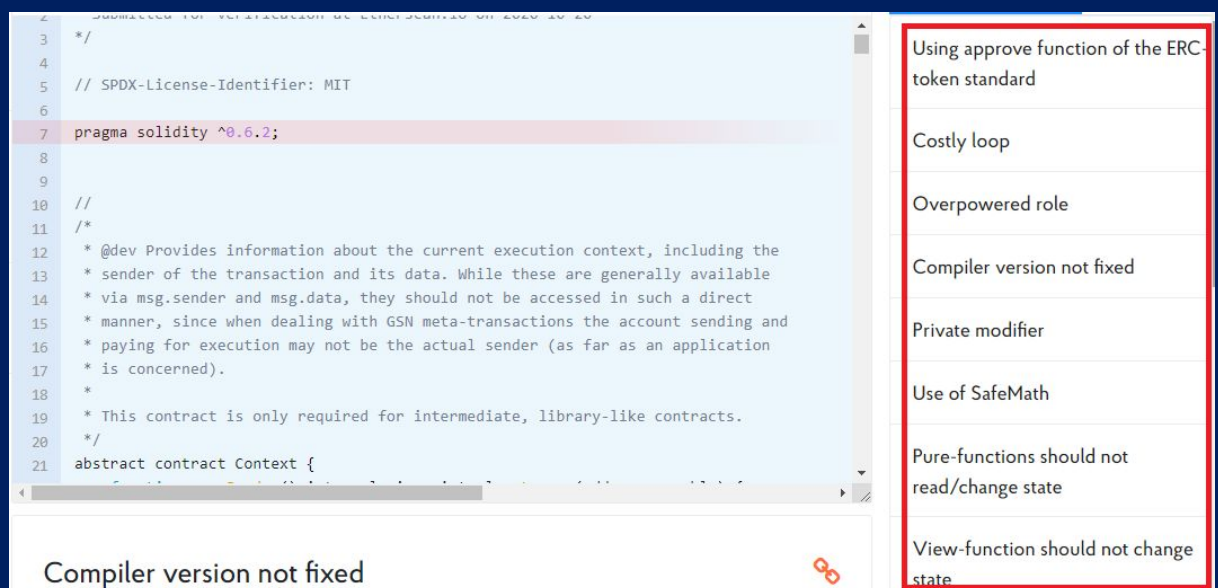 2
3 */
4
5 // SPDX-License-Identifier: MIT
6
7 pragma solidity ^0.6.2;
8
9
10 //
11 /*
12 * @dev Provides information about the current execution context, including the
13 * sender of the transaction and its data. While these are generally available
14 * via msg.sender and msg.data, they should not be accessed in such a direct
15 * manner, since when dealing with GSN meta-transactions the account sending and
16 * paying for execution may not be the actual sender (as far as an application
17 * is concerned).
18 *
19 * This contract is only required for intermediate, library-like contracts.
20 */
21 abstract contract Context {
Compiler version not fixed
Using approve function of the ERC-
token standard
Costly loop
Overpowered role
Compiler version not fixed
Private modifier
Use of SafeMath
Pure-functions should not
read/change state
View-function should not change
state